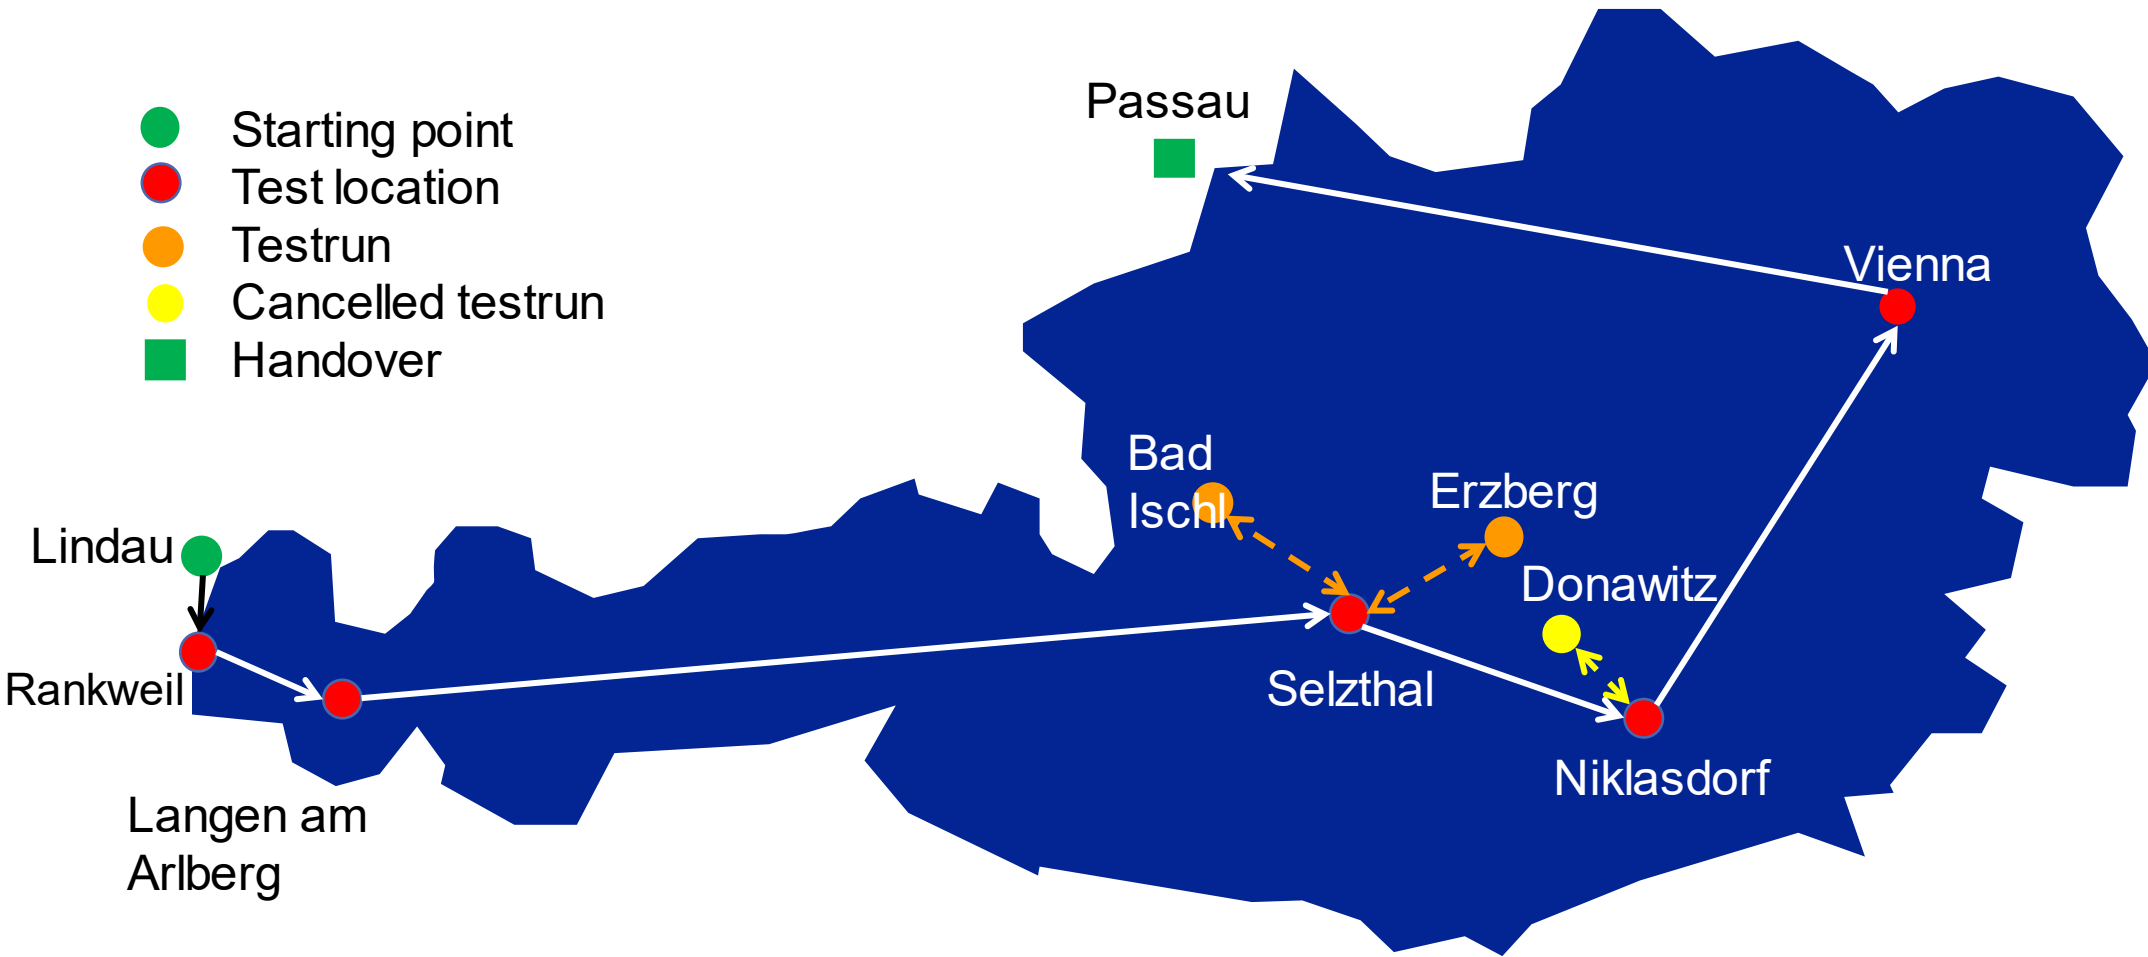 Passau
Starting point
Test location
Testrun
Cancelled testrun
Handover
Vienna
Bad
Ischl
Erzberg
Lindau
Donawitz
Rankweil
Selzthal
Niklasdorf
Langen am
Arlberg